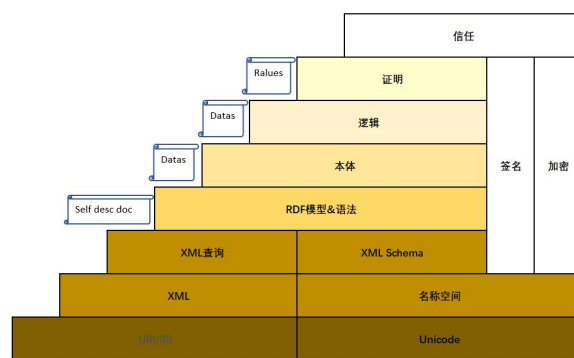 信任
Ralues
证明
Datas
逻辑
Datas
本体
签名
加密
Self desc doc
RDF模型&语法
XML查询
XML Schema
XML
名称空间
URI/IRI
Unicode